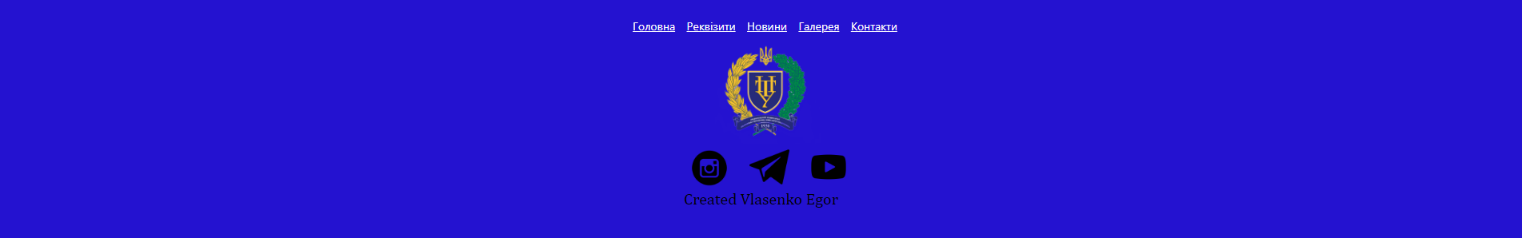 Головна Реквізити Новини Галерея Контакти
Created Vlasenko Egor